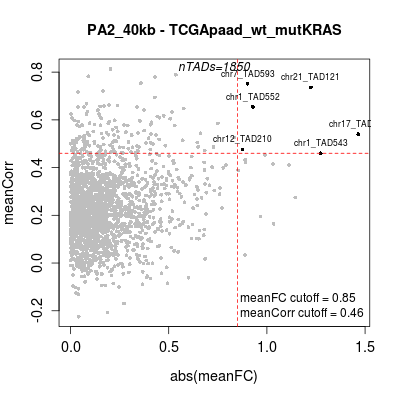 PA2_40kb - TCGApaad_wt_mutKRAS
nTADs=1850
chr7_TAD593
chr21_TAD121
chr1_TAD552
chr17_TAD
chr12_TAD210
chr1_TAD543
meanFC cutoff = 0.85
meanCorr cutoff = 0.46
meanCorr
0.8
0.6
0.4
0.2
0.0
-0.2
0.0 0.5 1.0 1.5
abs(meanFC)